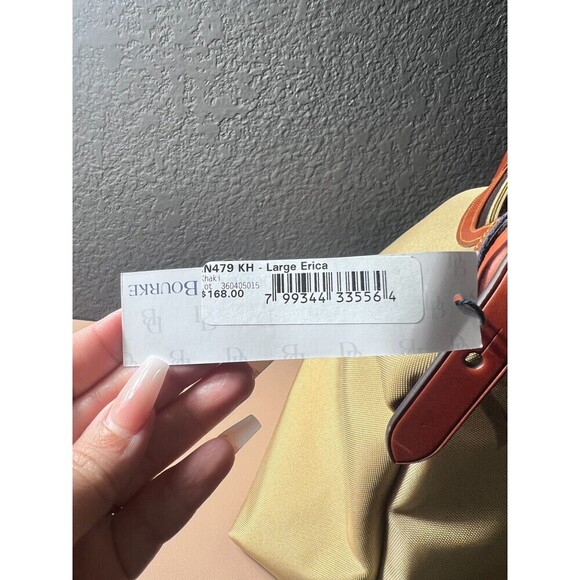 N479 KH - Large Erica
Khaki
Lot 360405015
$168.00
7 99344 33556 4
BOURKE